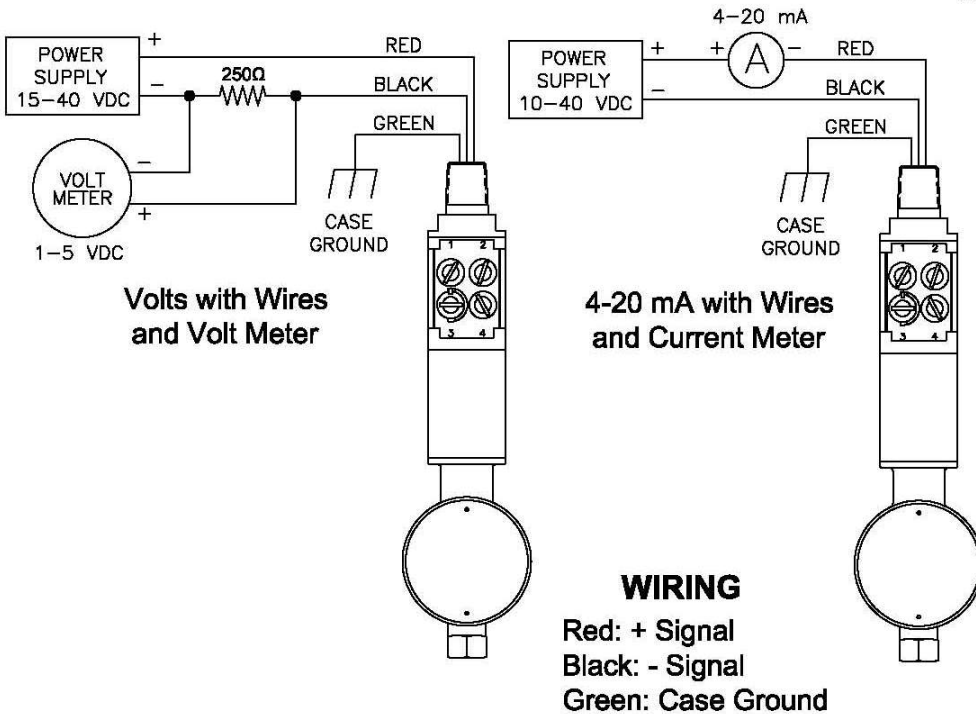 POWER
SUPPLY
15-40 VDC
+
-
250Ω
RED
BLACK
GREEN
VOLT
METER
-
+
1-5 VDC
CASE
GROUND
1 2
3 4
Volts with Wires
and Volt Meter
4-20 mA
POWER
SUPPLY
10-40 VDC
+
-
+
A
-
RED
BLACK
GREEN
CASE
GROUND
1 2
3 4
4-20 mA with Wires
and Current Meter
WIRING
Red: + Signal
Black: - Signal
Green: Case Ground